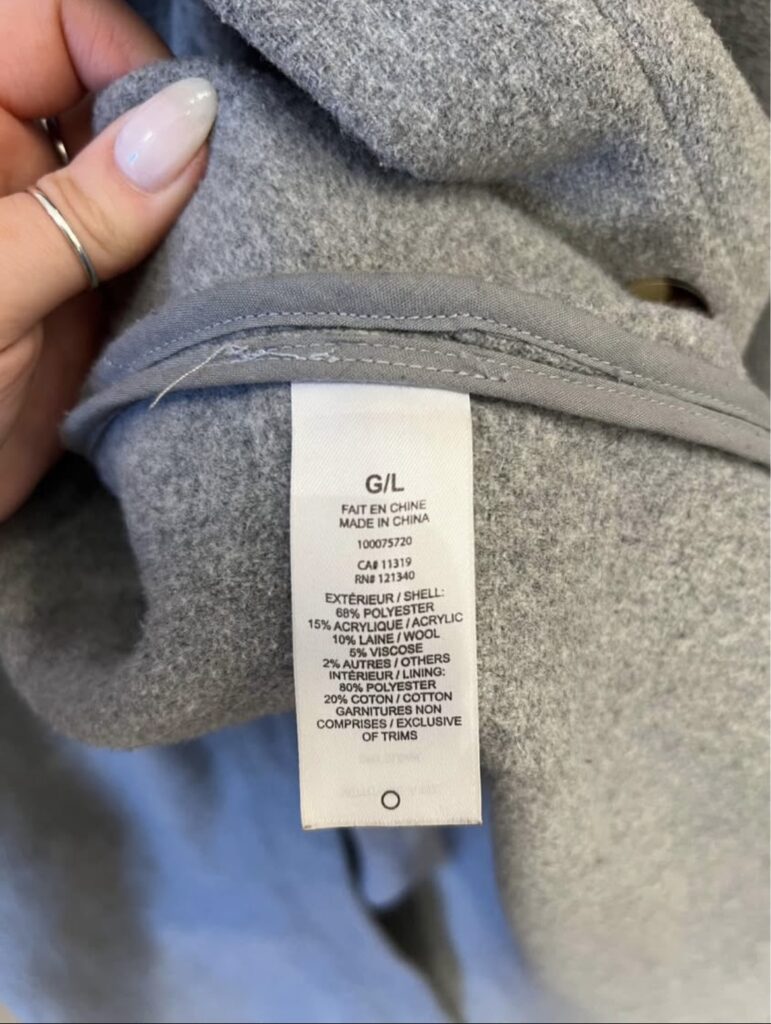 G/L
FAIT EN CHINE
MADE IN CHINA
100075720
CA# 11319
RN# 121340
EXTÉRIEUR / SHELL:
68% POLYESTER
15% ACRYLIQUE / ACRYLIC
10% LAINE / WOOL
5% VISCOSE
2% AUTRES / OTHERS
INTÉRIEUR / LINING:
80% POLYESTER
20% COTON / COTTON
GARNITURES NON
COMPRISES / EXCLUSIVE
OF TRIMS